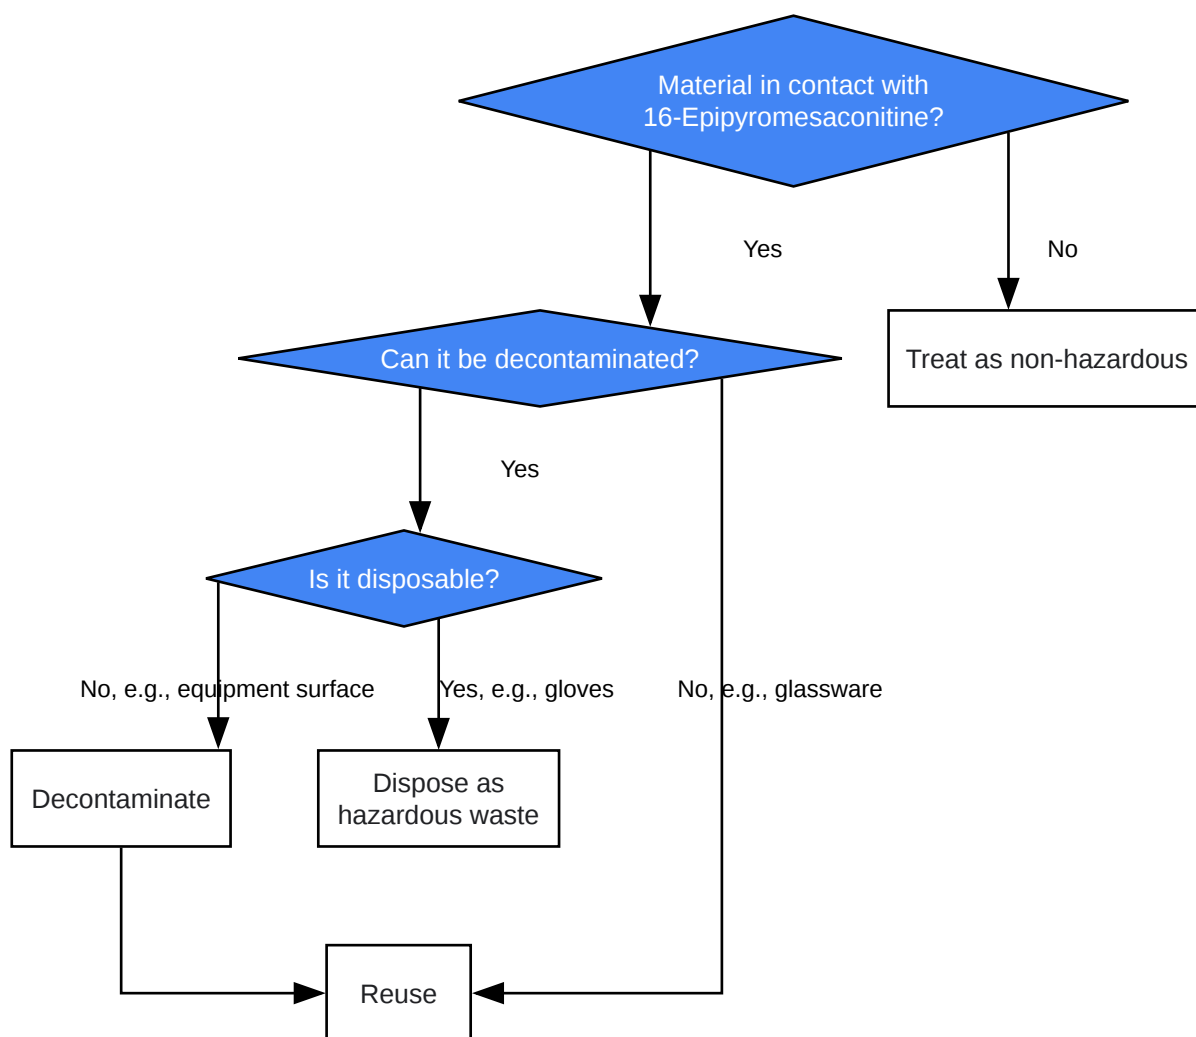 Material in contact with
16-Epipyromesaconitine?
Yes
No
Can it be decontaminated?
Treat as non-hazardous
Yes
Is it disposable?
No, e.g., equipment surface
Yes, e.g., gloves
No, e.g., glassware
Decontaminate
Dispose as
hazardous waste
Reuse